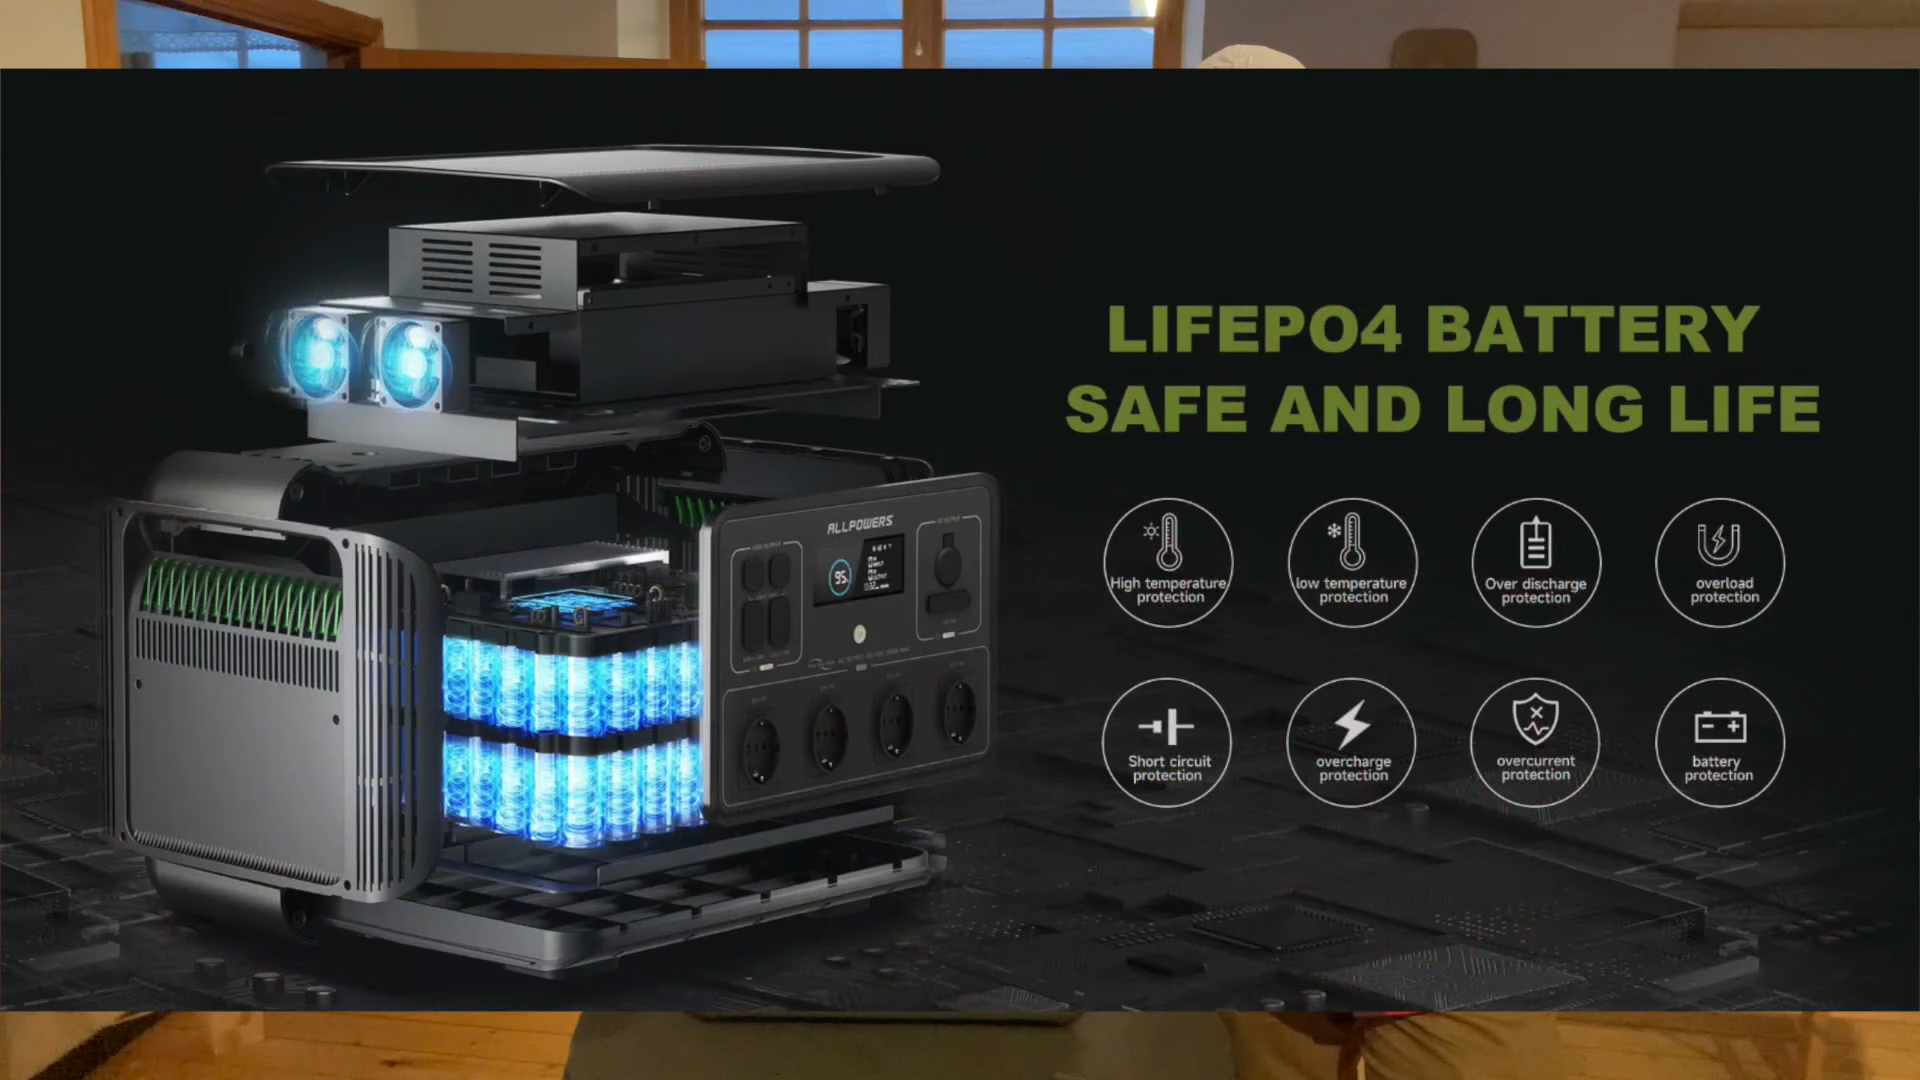 LIFEPO4 BATTERY
SAFE AND LONG LIFE
High temperature
protection
low temperature
protection
Over discharge
protection
overload
protection
Short circuit
protection
overcharge
protection
overcurrent
protection
battery
protection
ALLPOWERS
95